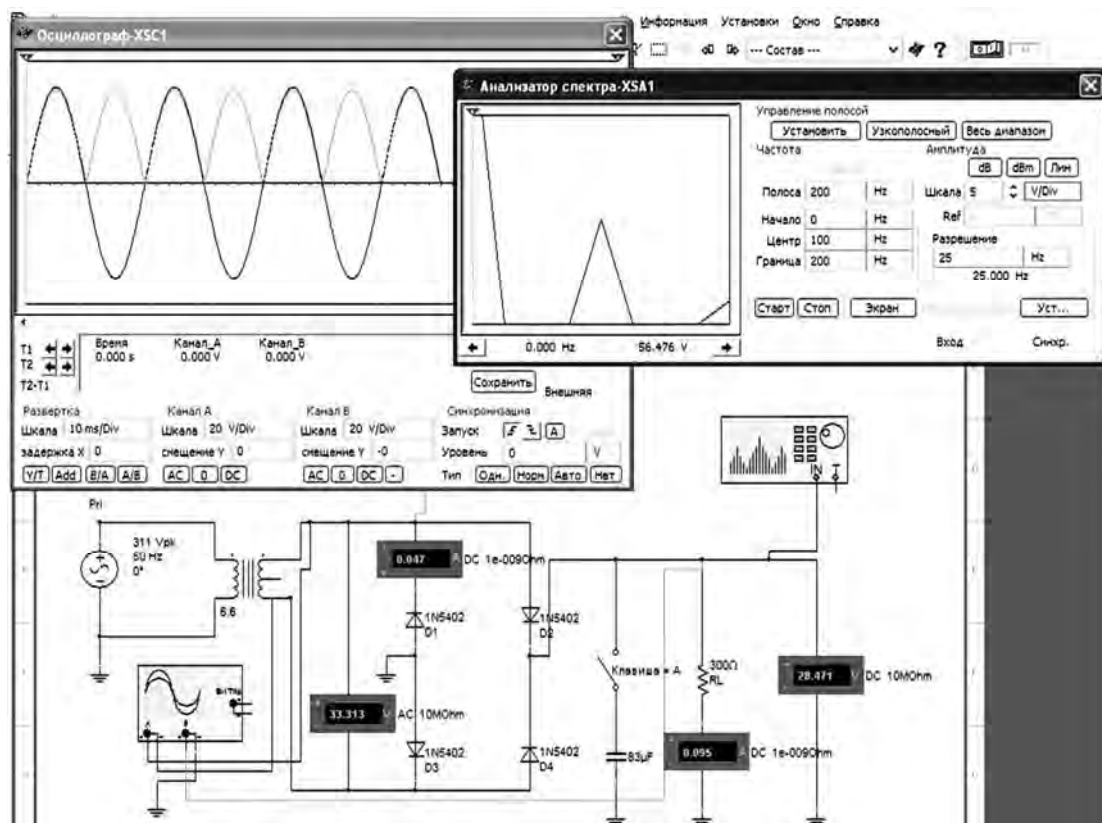 Информация Установки Окно Справка
Осциллограф-XSC1
--- Состав ---
?
Анализатор спектра-XSA1
Управление полосой
Установить Узкополосный Весь диапазон
Частота Амплитуда
dB dBm Лин
Полоса 200 Hz Шкала 5 V/Div
Начало 0 Hz Ref
Центр 100 Hz Разрешение
Граница 200 Hz 25 Hz
25.000 Hz
Старт Стоп Экран Уст...
0.000 Hz 56.476 V Вход Синхр.
Время Канал_A Канал_B
T1 0.000 s 0.000 V 0.000 V
T2
T2-T1
Сохранить
Внешняя
Развертка Канал A Канал B Синхронизация
Шкала 10 ms/Div Шкала 20 V/Div Шкала 20 V/Div Запуск A
задержка X 0 смещение Y 0 смещение Y -0 Уровень 0 V
Y/T Add B/A A/B AC 0 DC AC 0 DC - Тип Одн. Норм Авто Нет
IN T
Pri
311 Vpk
0°
6.6
0.047 A DC 1e-009Ohm
1N5402
D1
1N5402
D2
Клавиша = A
300Ω
RL
28.471 V DC 10MOhm
33.313 V AC 10MOhm
1N5402
D3
1N5402
D4
0.095 A DC 1e-009Ohm